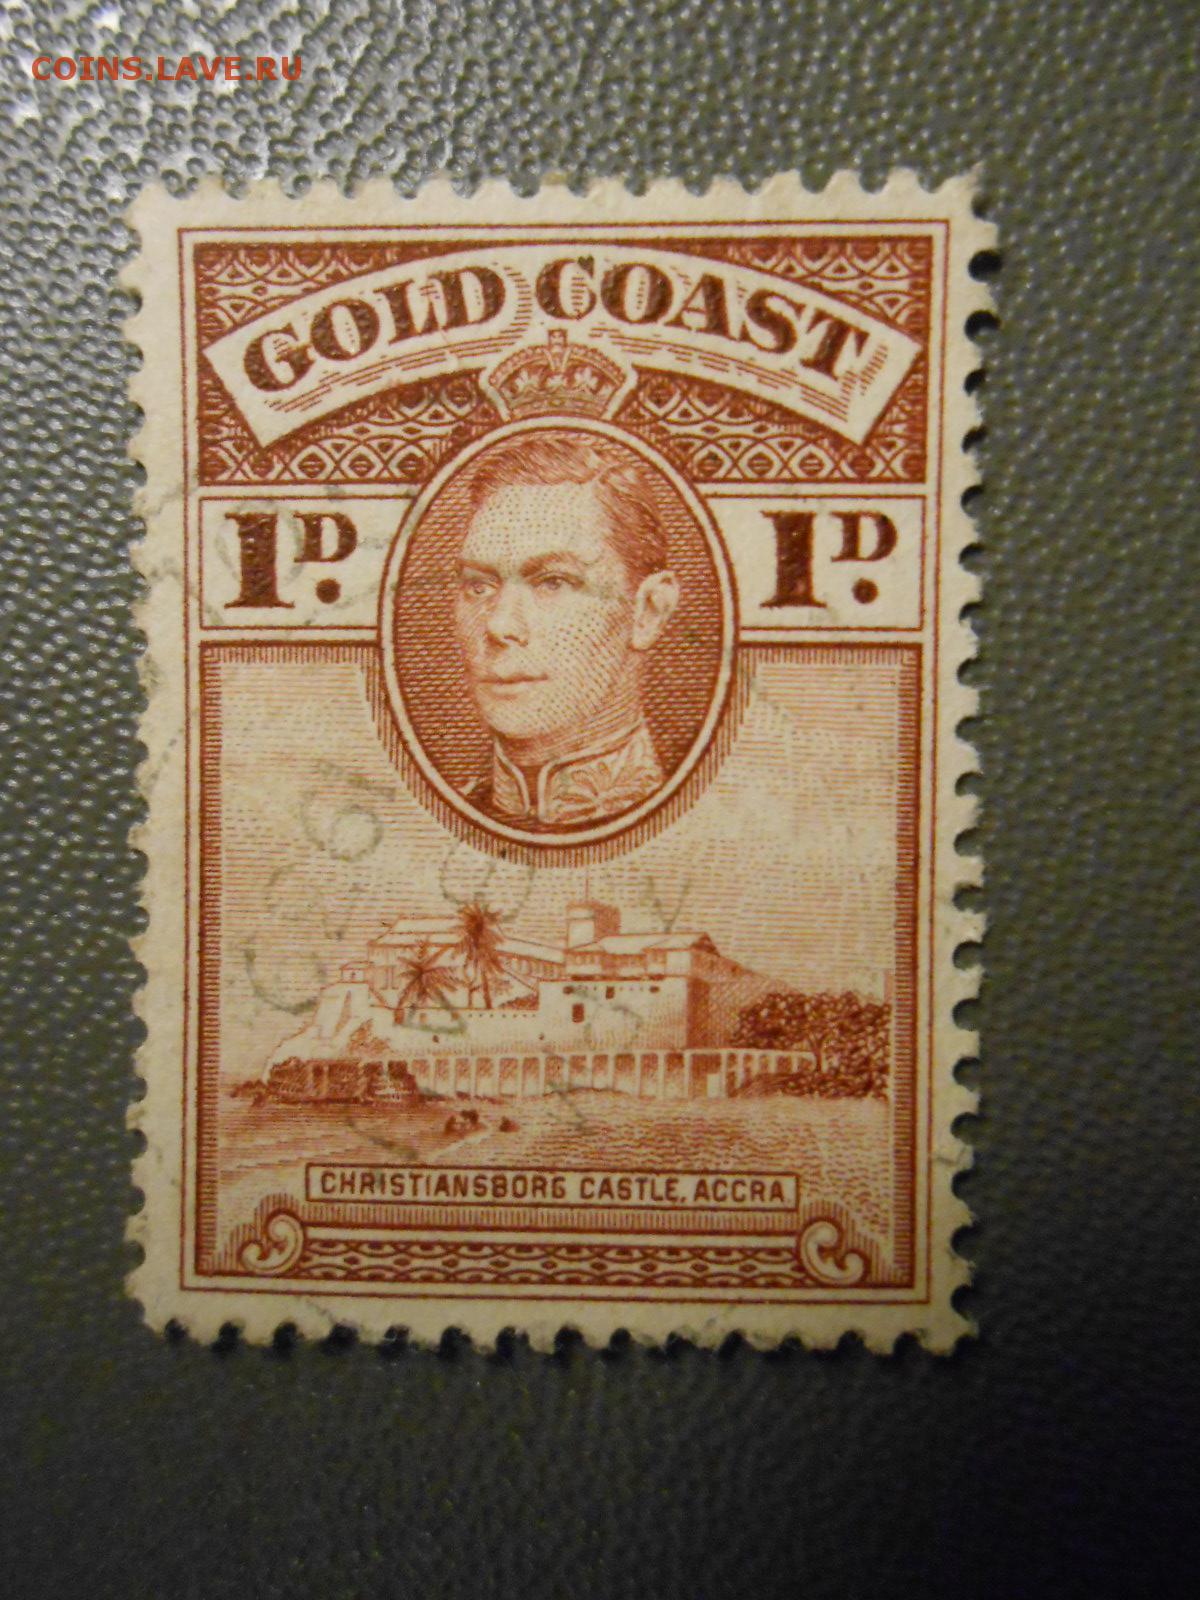 COINS.LAVE.RU
GOLD COAST
1D. 1D.
CHRISTIANSBORG CASTLE, ACCRA